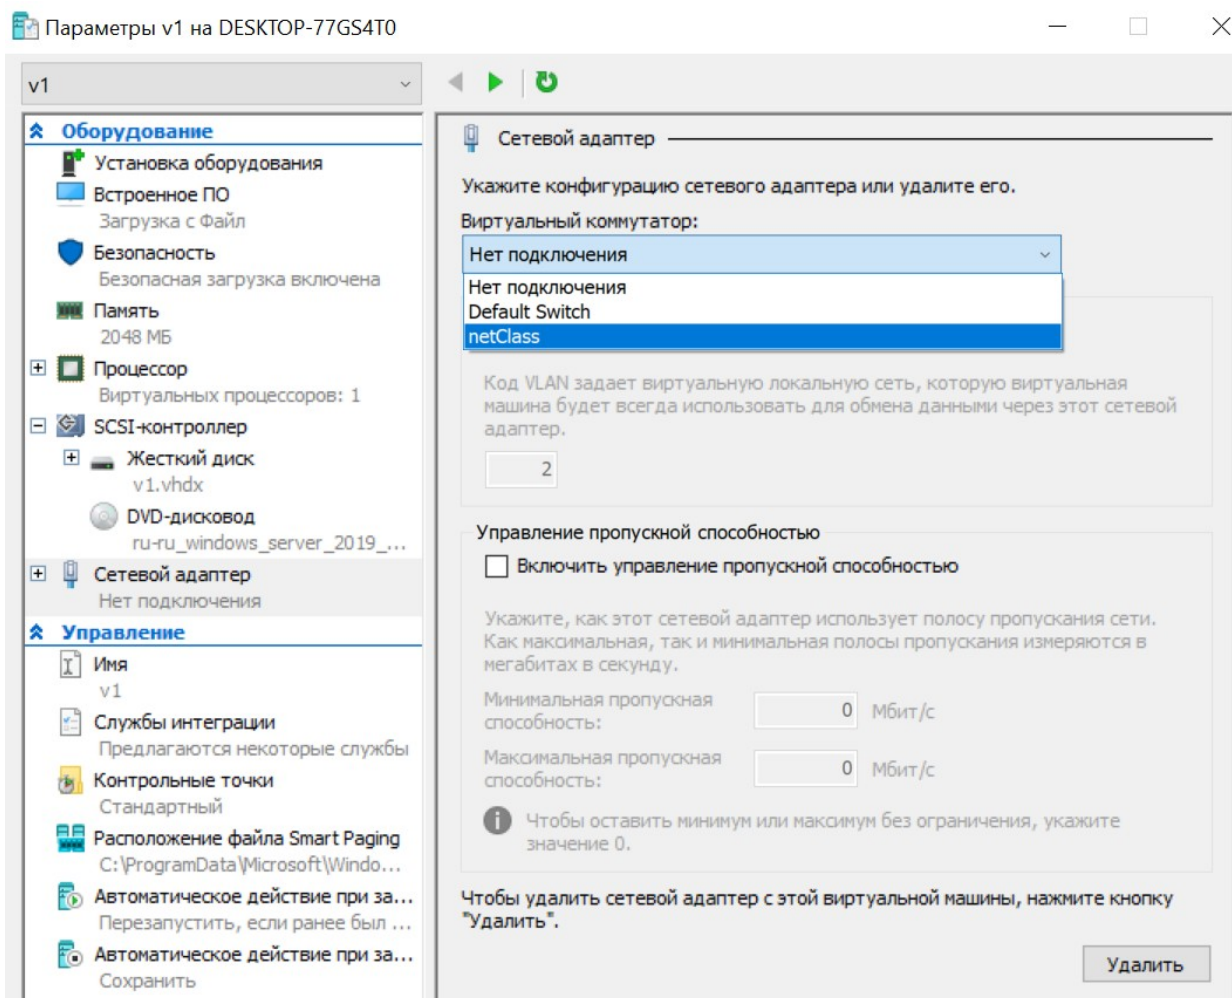 Параметры v1 на DESKTOP-77GS4T0
v1
Оборудование
Установка оборудования
Встроенное ПО
Загрузка с Файл
Безопасность
Безопасная загрузка включена
Память
2048 МБ
Процессор
Виртуальных процессоров: 1
SCSI-контроллер
Жесткий диск
v1.vhdx
DVD-дисковод
ru-ru_windows_server_2019_...
Сетевой адаптер
Нет подключения
Управление
Имя
v1
Службы интеграции
Предлагаются некоторые службы
Контрольные точки
Стандартный
Расположение файла Smart Paging
C:\ProgramData\Microsoft\Windo...
Автоматическое действие при за...
Перезапустить, если ранее был ...
Автоматическое действие при за...
Сохранить
Сетевой адаптер
Укажите конфигурацию сетевого адаптера или удалите его.
Виртуальный коммутатор:
Нет подключения
Нет подключения
Default Switch
netClass
Код VLAN задает виртуальную локальную сеть, которую виртуальная
машина будет всегда использовать для обмена данными через этот сетевой
адаптер.
2
Управление пропускной способностью
Включить управление пропускной способностью
Укажите, как этот сетевой адаптер использует полосу пропускания сети.
Как максимальная, так и минимальная полосы пропускания измеряются в
мегабитах в секунду.
Минимальная пропускная
способность:
0 Мбит/с
Максимальная пропускная
способность:
0 Мбит/с
Чтобы оставить минимум или максимум без ограничения, укажите
значение 0.
Чтобы удалить сетевой адаптер с этой виртуальной машины, нажмите кнопку
"Удалить".
Удалить